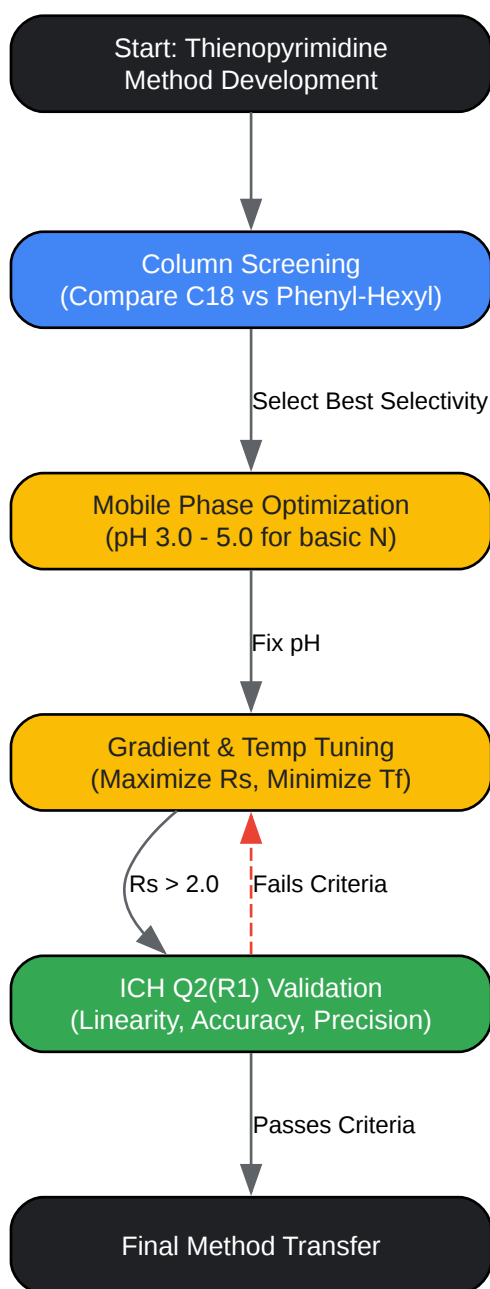 Start: Thienopyrimidine
Method Development
Column Screening
(Compare C18 vs Phenyl-Hexyl)
Select Best Selectivity
Mobile Phase Optimization
(pH 3.0 - 5.0 for basic N)
Fix pH
Gradient & Temp Tuning
(Maximize Rs, Minimize Tf)
Rs > 2.0
Fails Criteria
ICH Q2(R1) Validation
(Linearity, Accuracy, Precision)
Passes Criteria
Final Method Transfer